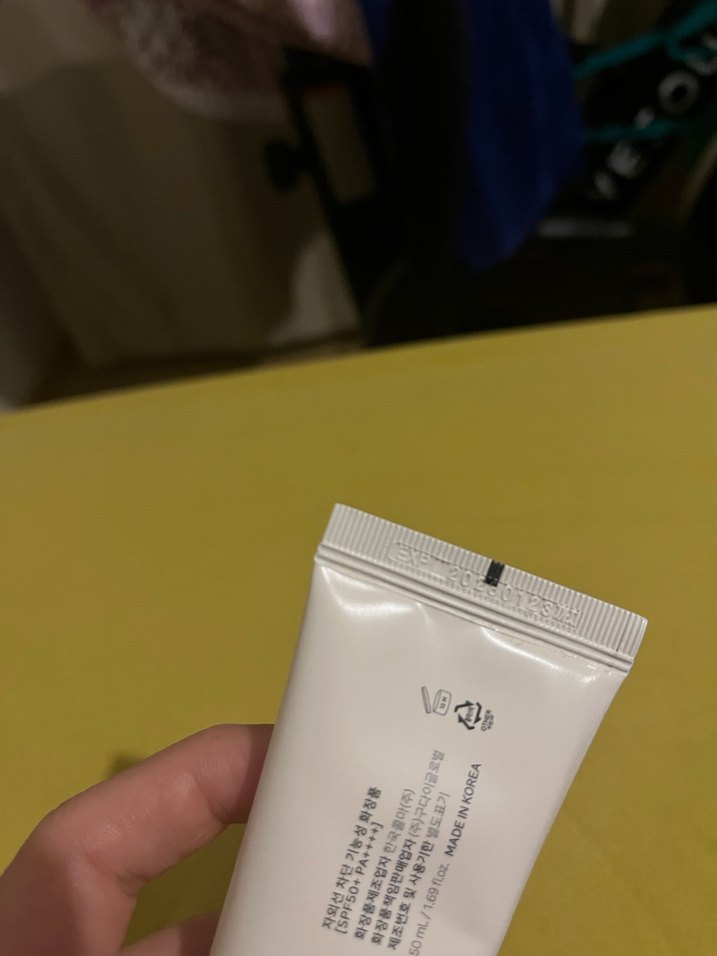 EXP
자외선 차단 기능성 화장품
[SPF50+ PA++++]
화장품제조업자 한국콜마(주)
화장품책임판매업자 (주)구다이글로벌
제조번호 및 사용기한 별도표기
50 mL / 1.69 fl.oz. MADE IN KOREA
OTHER